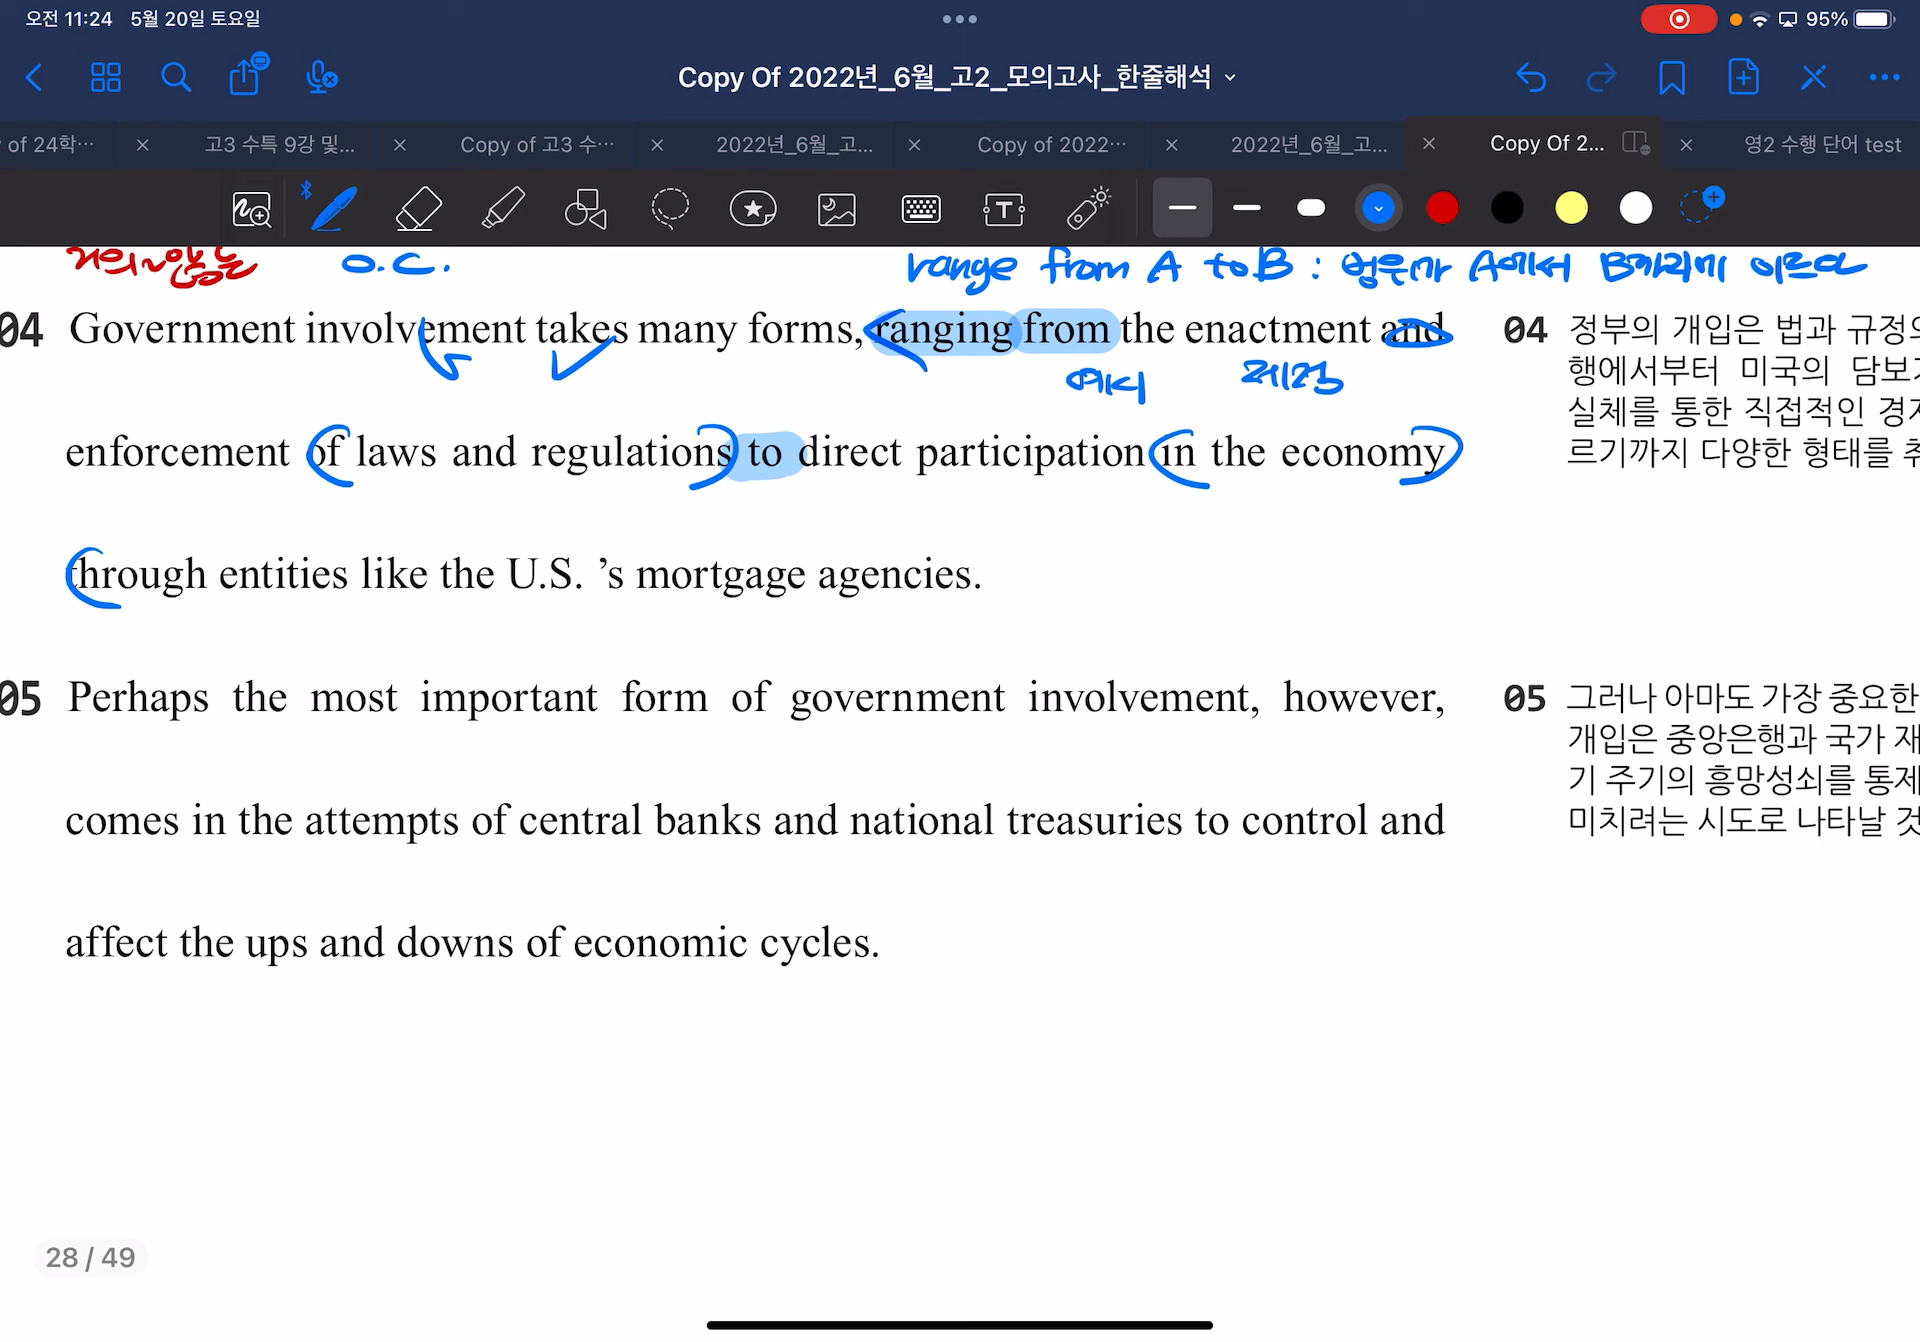 오전 11:24 5월 20일 토요일
95%
Copy Of 2022년_6월_고2_모의고사_한줄해석
of 24학…
고3 수특 9강 및...
Copy of 고3 수…
2022년_6월_고...
Copy of 2022…
2022년_6월_고...
Copy Of 2...
영2 수행 단어 test
거의~않는 O.C. range from A to B : 범위가 A에서 B까지에 이르다
04 Government involvement takes many forms, ranging from the enactment and
예시 제정
enforcement of laws and regulations to direct participation in the economy
through entities like the U.S. ’s mortgage agencies.
04 정부의 개입은 법과 규정으
행에서부터 미국의 담보기
실체를 통한 직접적인 경제
르기까지 다양한 형태를 취
05 Perhaps the most important form of government involvement, however,
comes in the attempts of central banks and national treasuries to control and
affect the ups and downs of economic cycles.
05 그러나 아마도 가장 중요한
개입은 중앙은행과 국가 재
기 주기의 흥망성쇠를 통제
미치려는 시도로 나타날 것
28 / 49